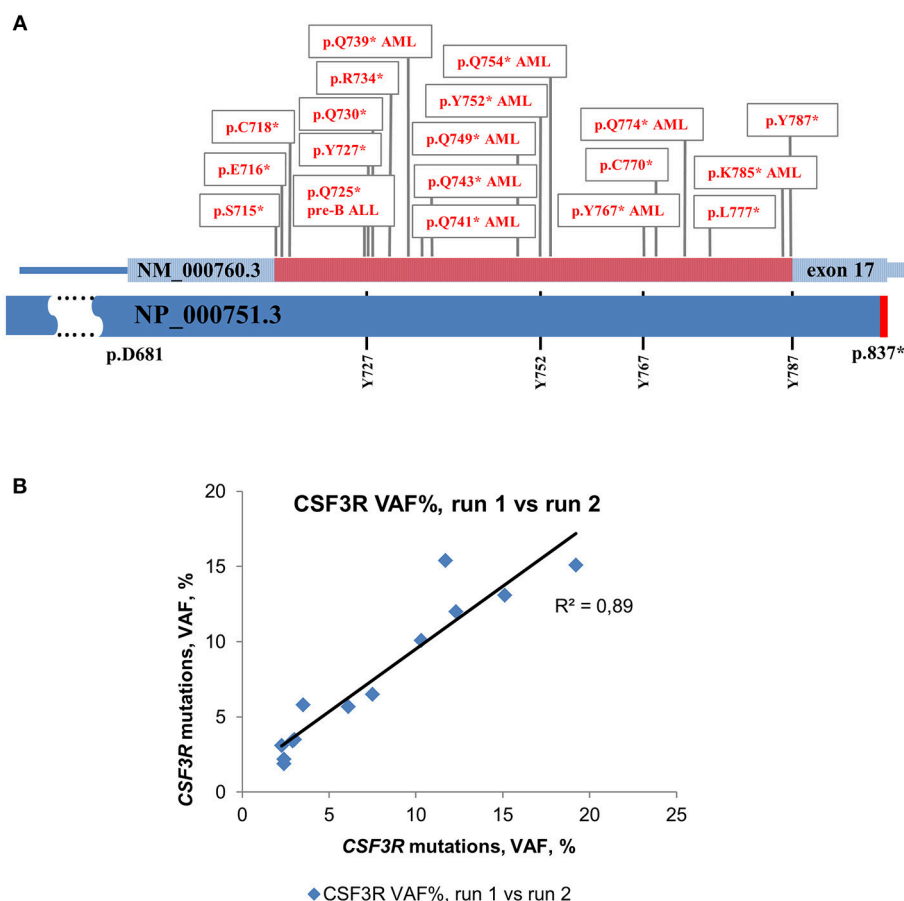 A
p.Q739* AML
p.Q754* AML
p.R734*
p.Y752* AML
p.Q730*
p.C718*
p.Q774* AML
p.Y787*
p.Y727*
p.Q749* AML
p.E716*
p.C770*
p.K785* AML
p.Q725*
pre-B ALL
p.Q743* AML
p.S715*
p.Q741* AML
p.Y767* AML
p.L777*
NM_000760.3
exon 17
NP_000751.3
p.D681
p.837*
Y727
Y752
Y767
Y787
B
CSF3R VAF%, run 1 vs run 2
20
15
10
5
0
R² = 0,89
CSF3R mutations, VAF, %
0 5 10 15 20 25
CSF3R mutations, VAF, %
CSF3R VAF%, run 1 vs run 2